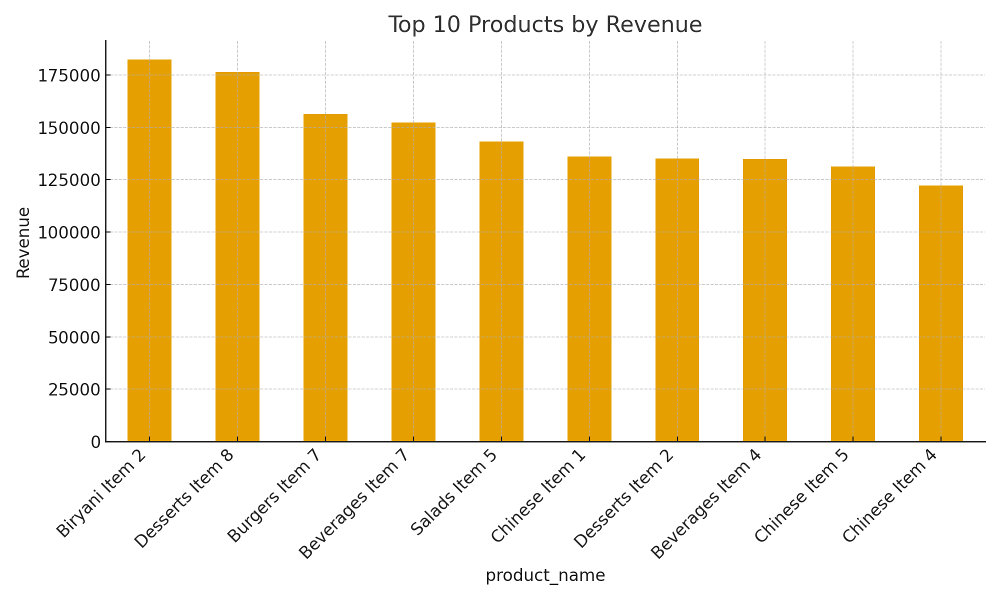 Top 10 Products by Revenue
Revenue
175000
150000
125000
100000
75000
50000
25000
0
Biryani Item 2
Desserts Item 8
Burgers Item 7
Beverages Item 7
Salads Item 5
Chinese Item 1
Desserts Item 2
Beverages Item 4
Chinese Item 5
Chinese Item 4
product_name